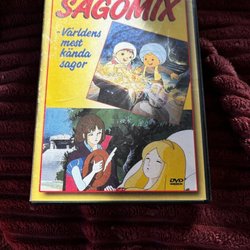 SAGOMIX
- Världens
mest
kända
sagor
DVD